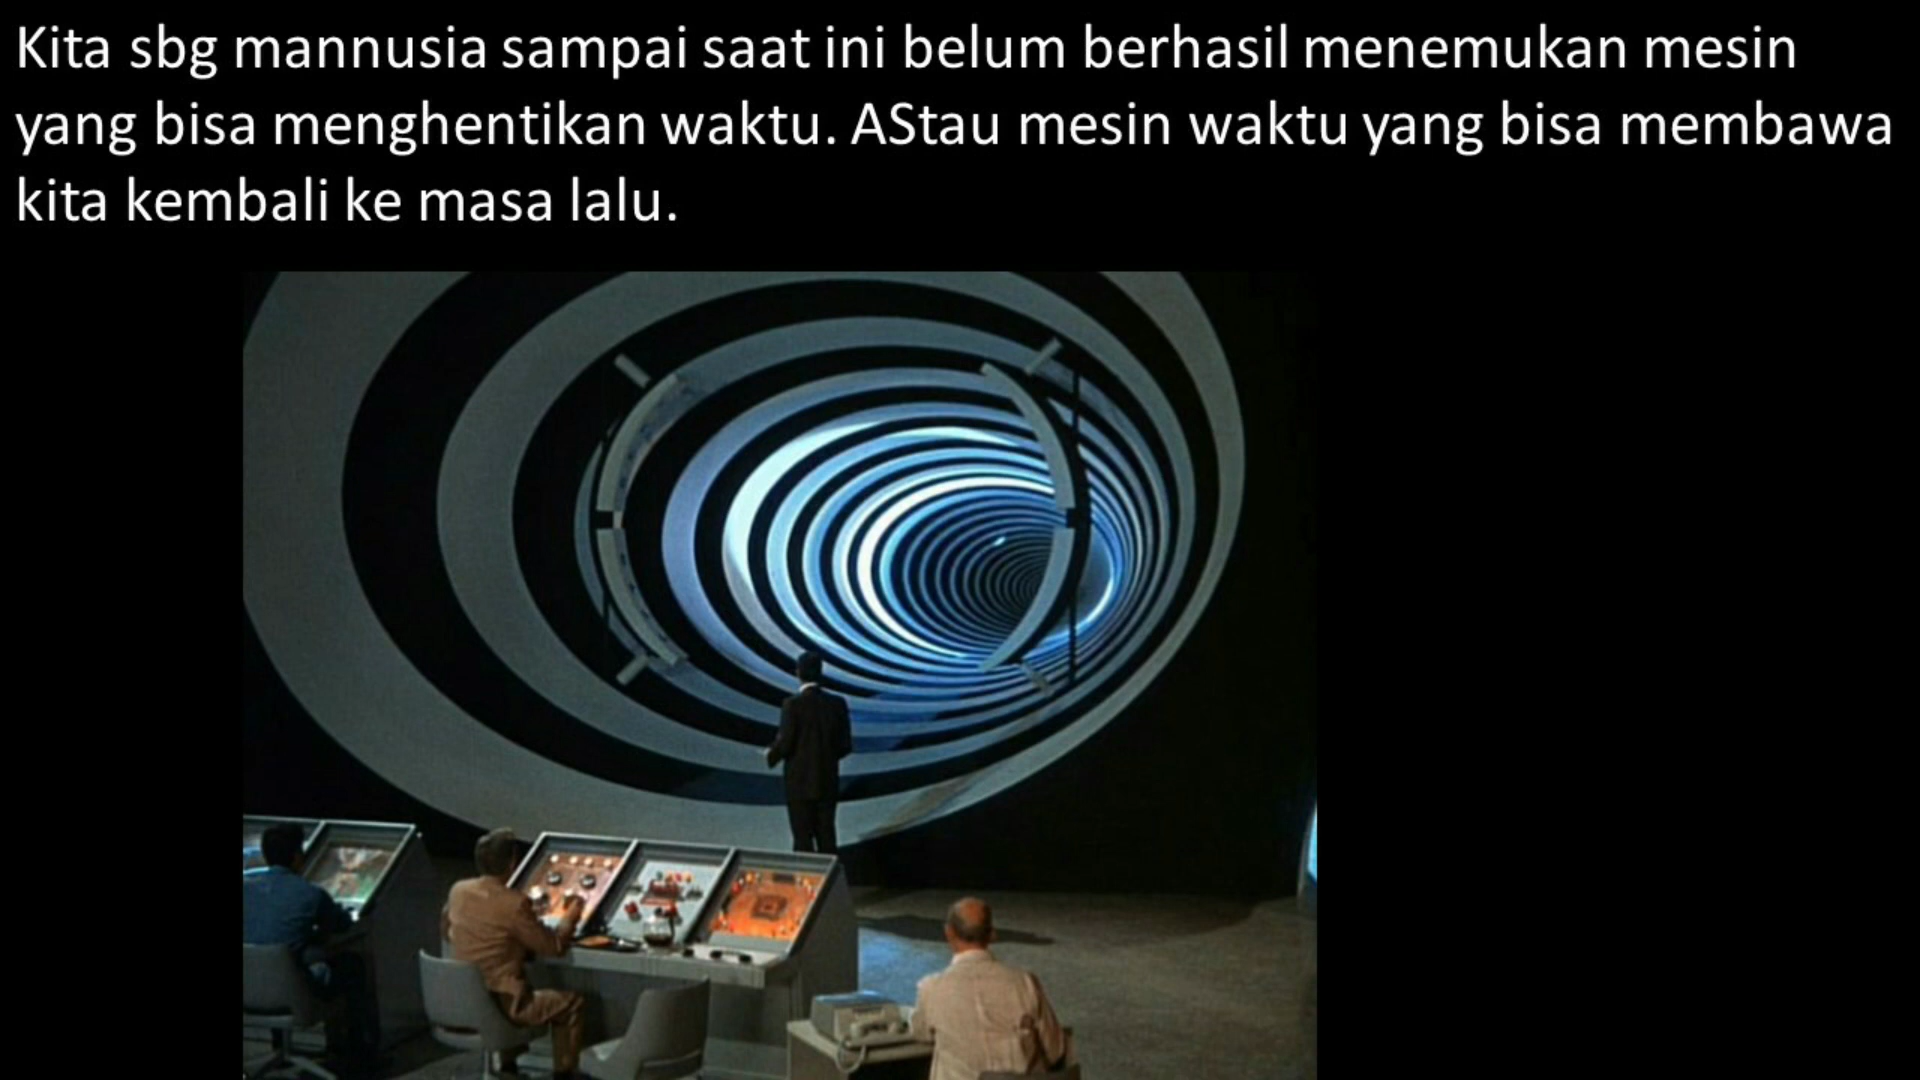 Kita sbg mannusia sampai saat ini belum berhasil menemukan mesin
yang bisa menghentikan waktu. AStau mesin waktu yang bisa membawa
kita kembali ke masa lalu.